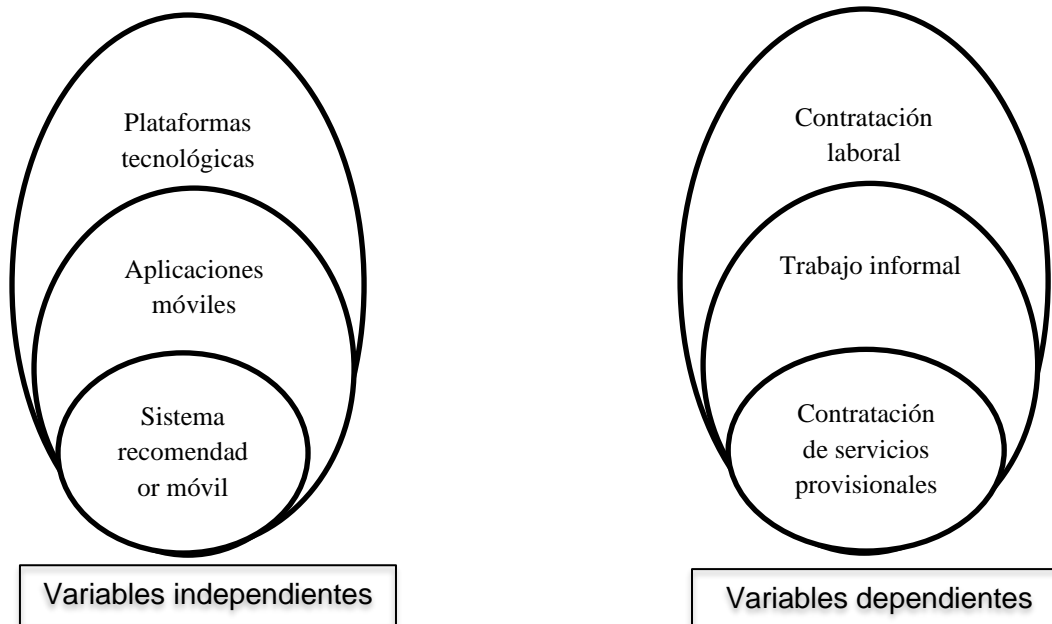 Plataformas
tecnológicas
Aplicaciones
móviles
Sistema
recomendad
or móvil
Variables independientes
Contratación
laboral
Trabajo informal
Contratación
de servicios
provisionales
Variables dependientes